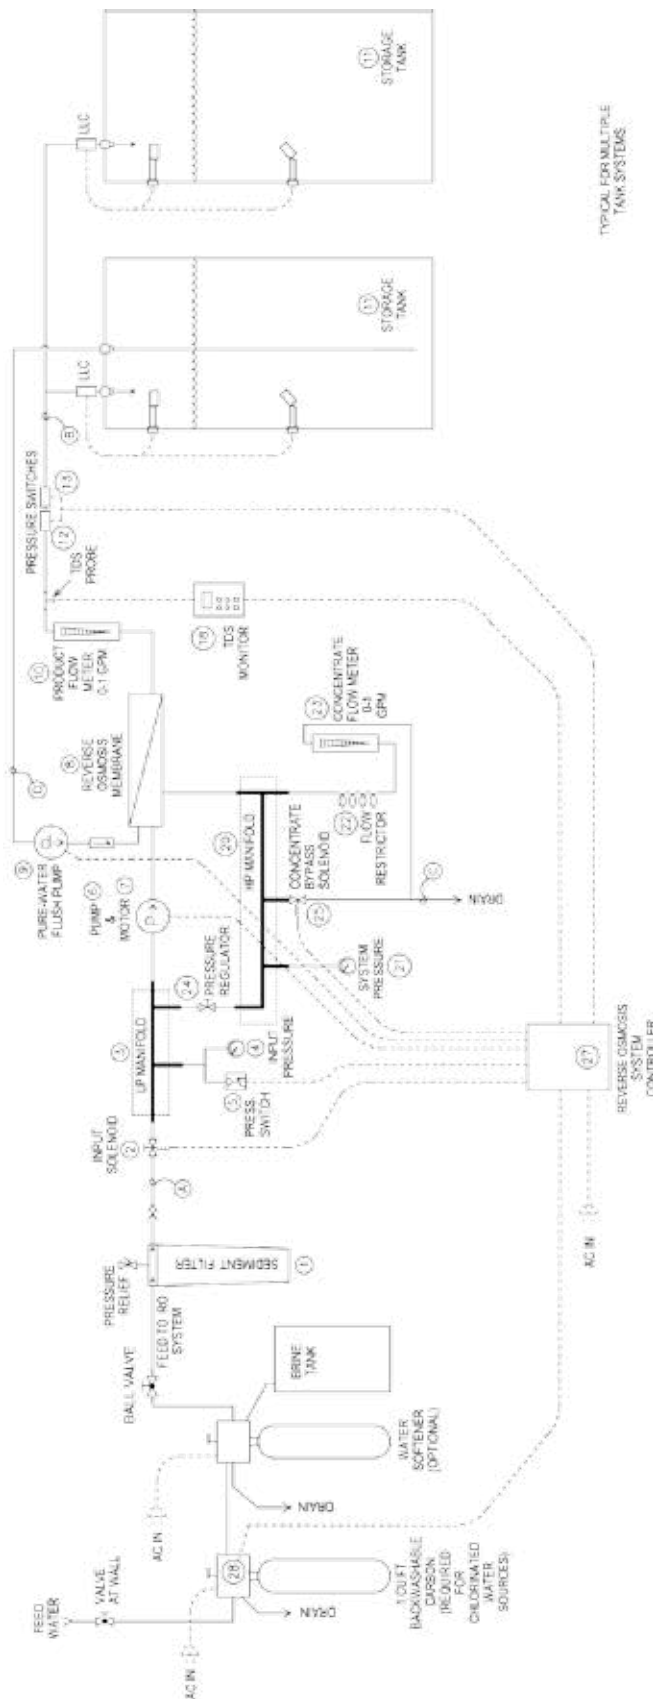 FEED
WATER
VALVE
AT WALL
AC IN
28
DRAIN
1 CU.FT
BACKWASHABLE
CARBON
(REQUIRED
FOR
CHLORINATED
WATER
SOURCES)
AC IN
DRAIN
WATER
SOFTENER
(OPTIONAL)
BRINE
TANK
BALL VALVE
FEED TO RO
SYSTEM
PRESSURE
RELIEF
SEDIMENT FILTER
1
A
INPUT
SOLENOID
2
3
L/P MANIFOLD
4
INPUT
PRESSURE
5
PRESS.
SWITCH
24
PRESSURE
REGULATOR
PUMP 6
&
MOTOR 7
P
9
PURE-WATER
FLUSH PUMP
D
8
REVERSE
OSMOSIS
MEMBRANE
20
H/P MANIFOLD
21
SYSTEM
PRESSURE
25
CONCENTRATE
BYPASS
SOLENOID
C
DRAIN
22
FLOW
RESTRICTOR
23
CONCENTRATE
FLOW METER
0-1
GPM
10
PRODUCT
FLOW
METER
0-1 GPM
TDS
PROBE
18
TDS
MONITOR
PRESSURE SWITCHES
12
13
B
LLC
11
STORAGE
TANK
LLC
11
STORAGE
TANK
TYPICAL FOR MULTIPLE
TANK SYSTEMS
AC IN
27
REVERSE OSMOSIS
SYSTEM
CONTROLLER